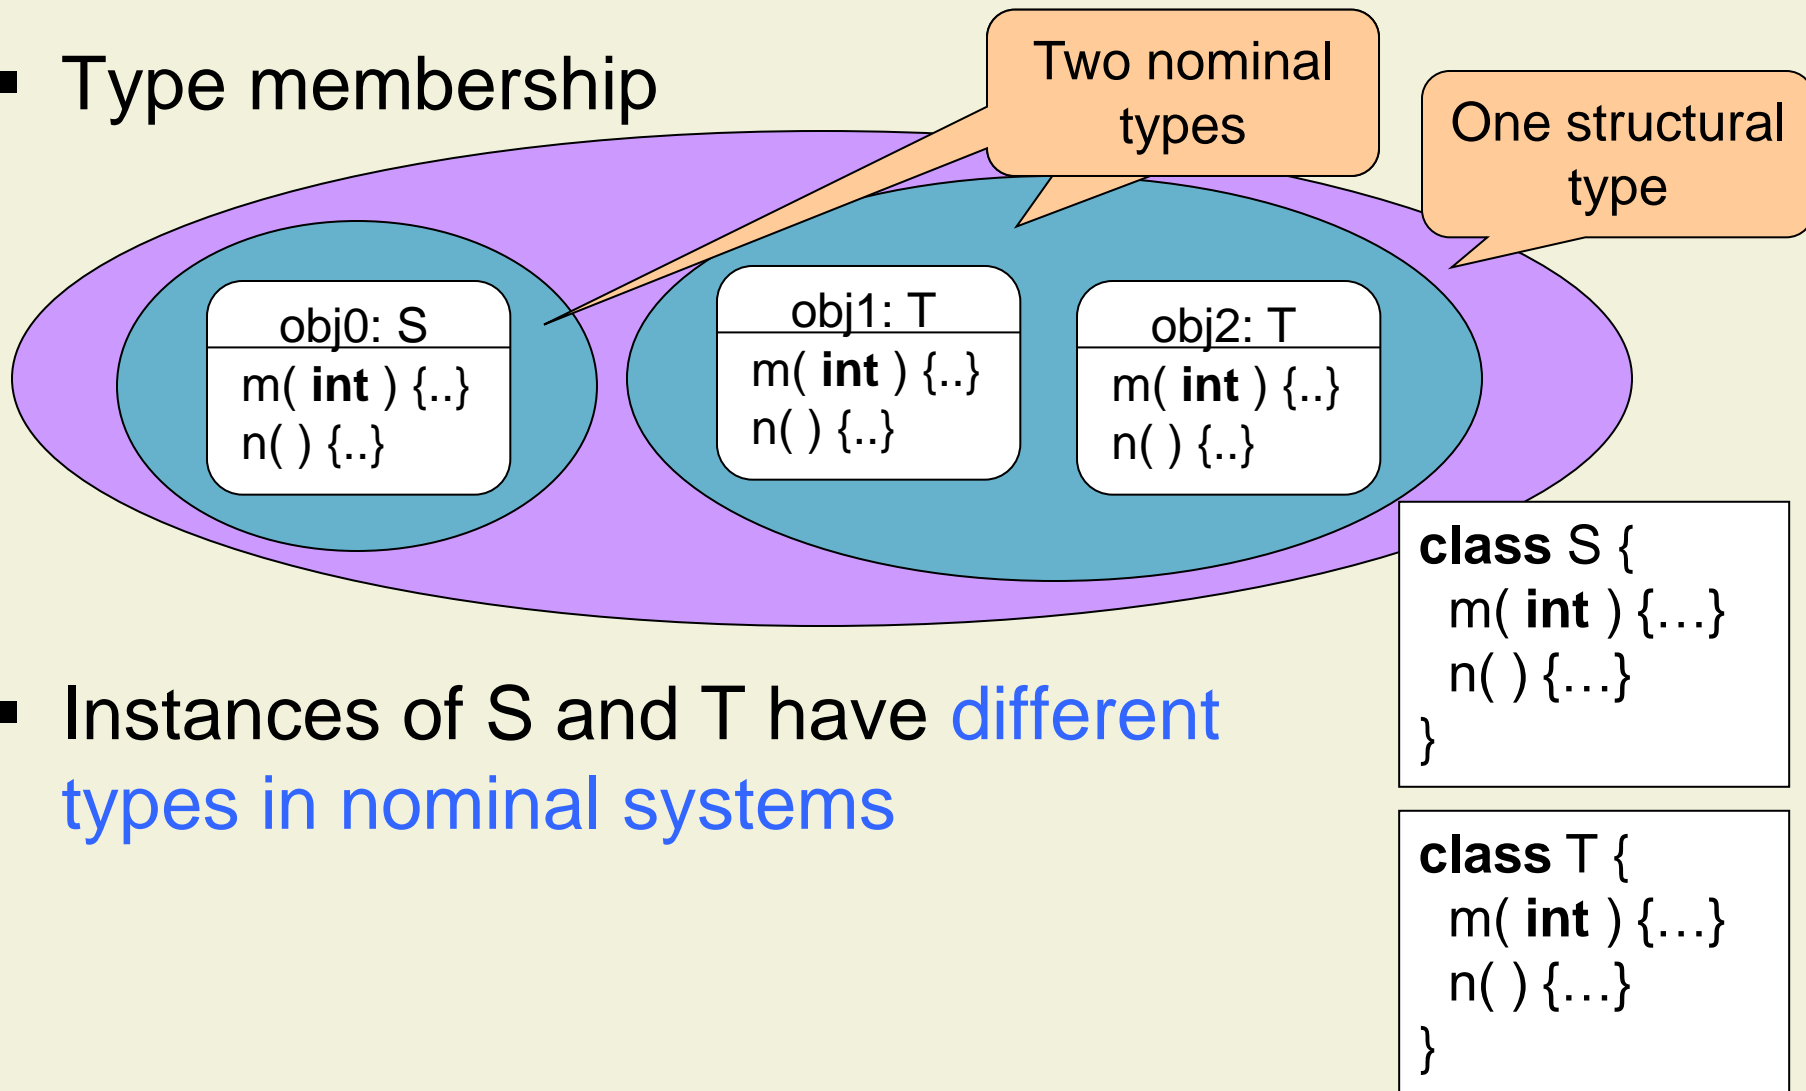 ▪ Type membership
Two nominal
types
One structural
type
obj0: S
m( int ) {..}
n( ) {..}
obj1: T
m( int ) {..}
n( ) {..}
obj2: T
m( int ) {..}
n( ) {..}
▪ Instances of S and T have different
types in nominal systems
class S {
m( int ) {…}
n( ) {…}
}
class T {
m( int ) {…}
n( ) {…}
}